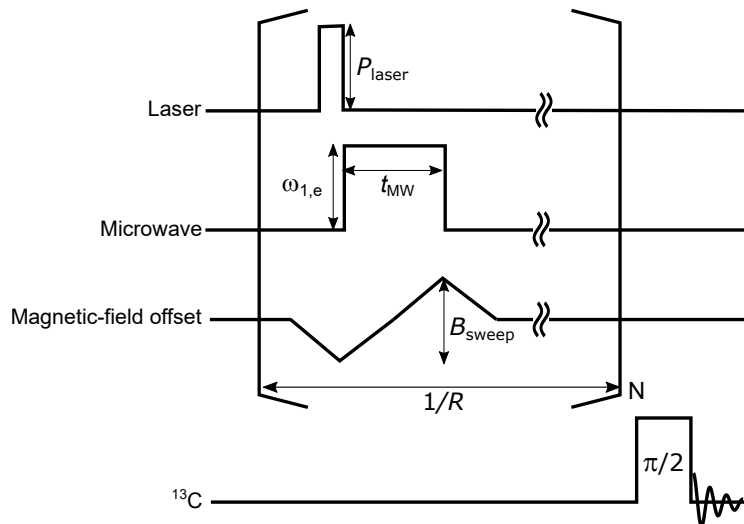 P_laser
Laser
ω_1,e
t_MW
Microwave
Magnetic-field offset
B_sweep
1/R
N
π/2
¹³C